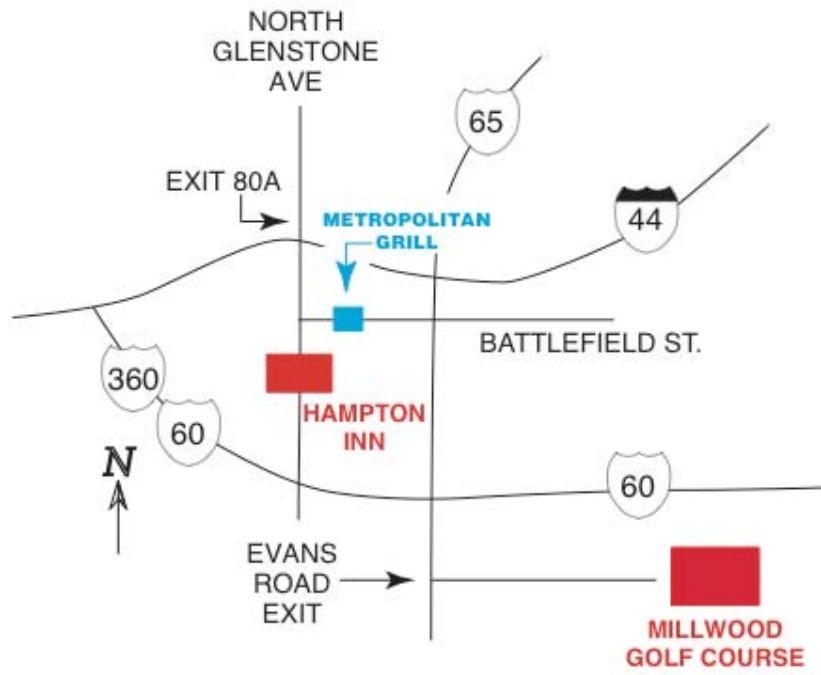 NORTH
GLENSTONE
AVE
65
EXIT 80A
METROPOLITAN
GRILL
44
BATTLEFIELD ST.
360
HAMPTON
INN
60
N
60
EVANS
ROAD
EXIT
MILLWOOD
GOLF COURSE